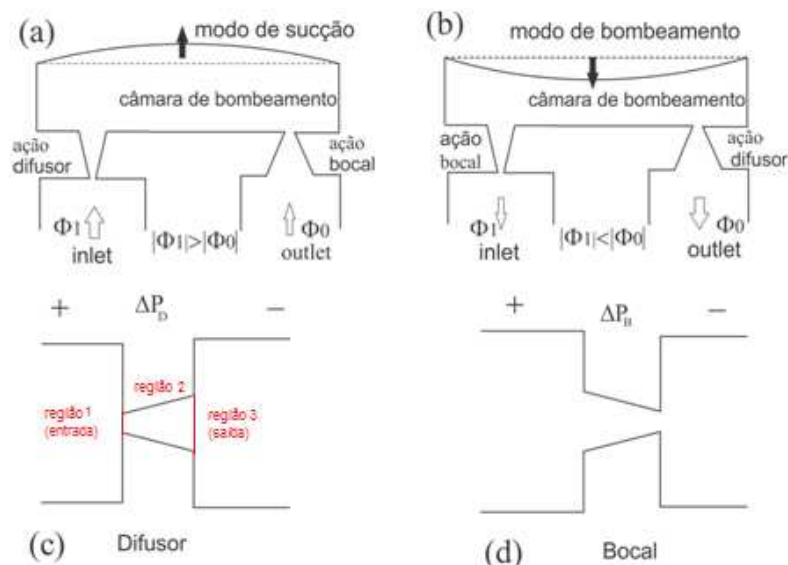 (a)
modo de sucção
câmara de bombeamento
ação
difusor
ação
bocal
Φ1
|Φ1|>|Φ0|
Φ0
inlet
outlet
(b)
modo de bombeamento
câmara de bombeamento
ação
bocal
ação
difusor
Φ1
|Φ1|<|Φ0|
Φ0
inlet
outlet
+
ΔP_D
−
região 2
região 1
(entrada)
região 3
(saída)
(c)
Difusor
+
ΔP_B
−
(d)
Bocal